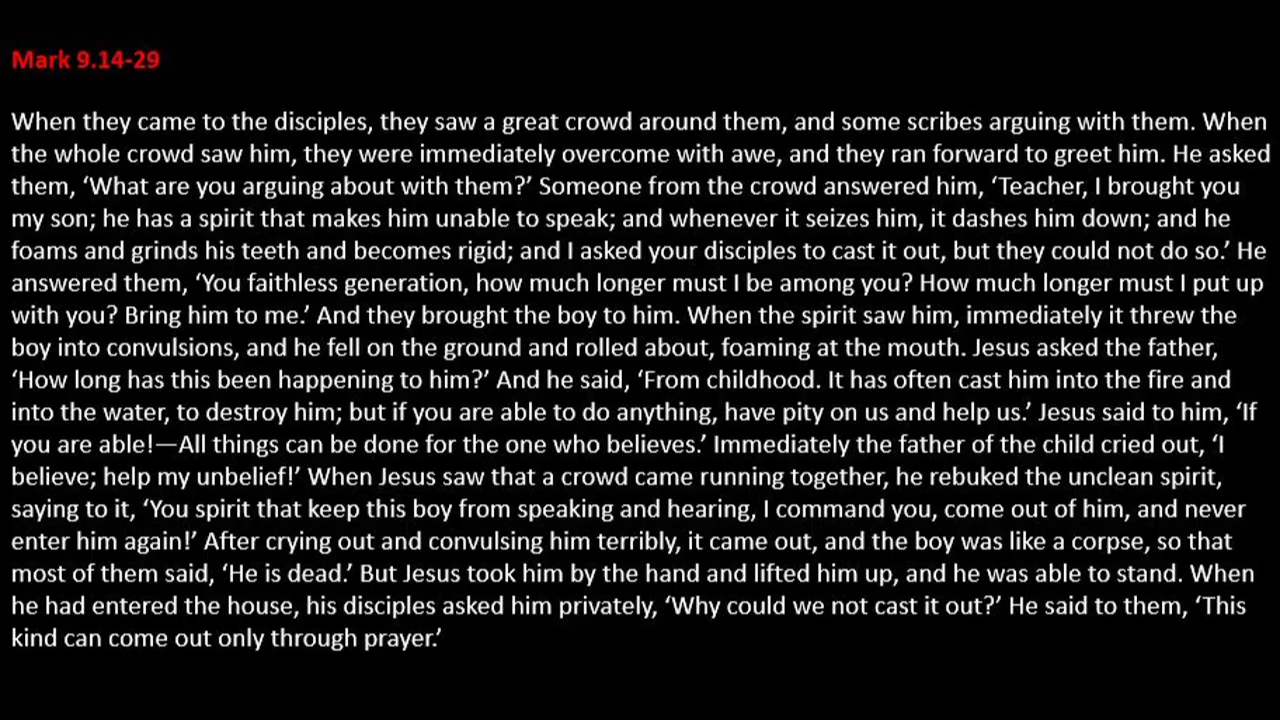 Mark 9.14-29
When they came to the disciples, they saw a great crowd around them, and some scribes arguing with them. When
the whole crowd saw him, they were immediately overcome with awe, and they ran forward to greet him. He asked
them, ‘What are you arguing about with them?’ Someone from the crowd answered him, ‘Teacher, I brought you
my son; he has a spirit that makes him unable to speak; and whenever it seizes him, it dashes him down; and he
foams and grinds his teeth and becomes rigid; and I asked your disciples to cast it out, but they could not do so.’ He
answered them, ‘You faithless generation, how much longer must I be among you? How much longer must I put up
with you? Bring him to me.’ And they brought the boy to him. When the spirit saw him, immediately it threw the
boy into convulsions, and he fell on the ground and rolled about, foaming at the mouth. Jesus asked the father,
‘How long has this been happening to him?’ And he said, ‘From childhood. It has often cast him into the fire and
into the water, to destroy him; but if you are able to do anything, have pity on us and help us.’ Jesus said to him, ‘If
you are able!—All things can be done for the one who believes.’ Immediately the father of the child cried out, ‘I
believe; help my unbelief!’ When Jesus saw that a crowd came running together, he rebuked the unclean spirit,
saying to it, ‘You spirit that keep this boy from speaking and hearing, I command you, come out of him, and never
enter him again!’ After crying out and convulsing him terribly, it came out, and the boy was like a corpse, so that
most of them said, ‘He is dead.’ But Jesus took him by the hand and lifted him up, and he was able to stand. When
he had entered the house, his disciples asked him privately, ‘Why could we not cast it out?’ He said to them, ‘This
kind can come out only through prayer.’